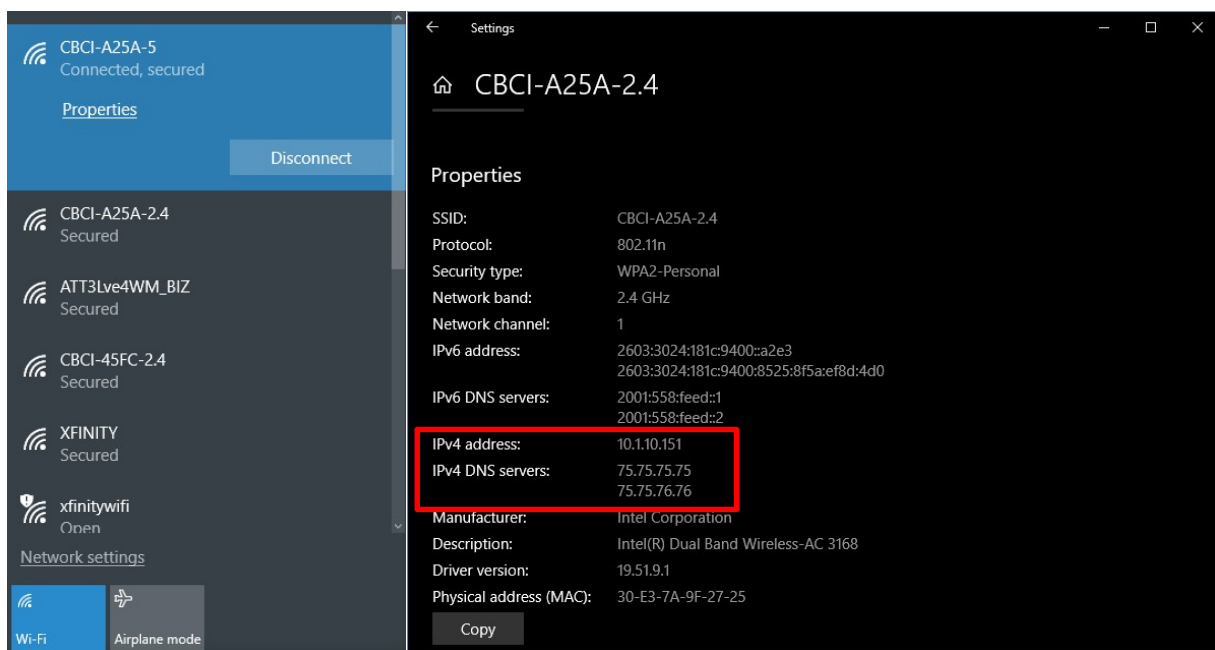 CBCI-A25A-5
Connected, secured
Properties
Disconnect
CBCI-A25A-2.4
Secured
ATT3Lve4WM_BIZ
Secured
CBCI-45FC-2.4
Secured
XFINITY
Secured
xfinitywifi
Open
Network settings
Wi-Fi
Airplane mode
Settings
CBCI-A25A-2.4
Properties
SSID: CBCI-A25A-2.4
Protocol: 802.11n
Security type: WPA2-Personal
Network band: 2.4 GHz
Network channel: 1
IPv6 address: 2603:3024:181c:9400::a2e3
2603:3024:181c:9400:8525:8f5a:ef8d:4d0
IPv6 DNS servers: 2001:558:feed::1
2001:558:feed::2
IPv4 address: 10.1.10.151
IPv4 DNS servers: 75.75.75.75
75.75.76.76
Manufacturer: Intel Corporation
Description: Intel(R) Dual Band Wireless-AC 3168
Driver version: 19.51.9.1
Physical address (MAC): 30-E3-7A-9F-27-25
Copy